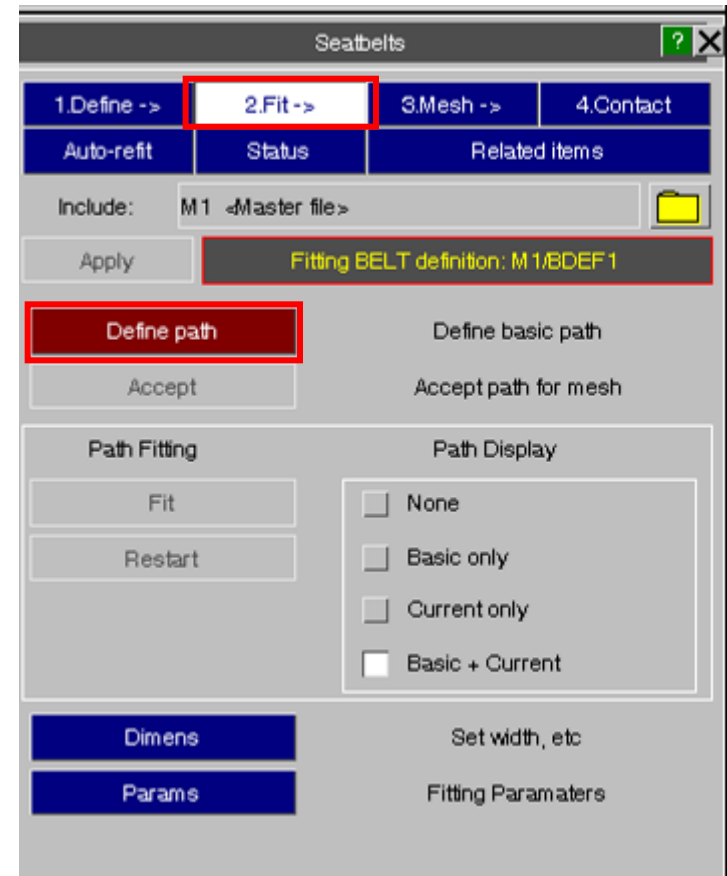 Seatbelts ? X
1.Define -> 2.Fit -> 3.Mesh -> 4.Contact
Auto-refit Status Related items
Include: M1 <Master file>
Apply Fitting BELT definition: M1/BDEF1
Define path Define basic path
Accept Accept path for mesh
Path Fitting Path Display
Fit None
Restart Basic only
Current only
Basic + Current
Dimens Set width, etc
Params Fitting Paramaters